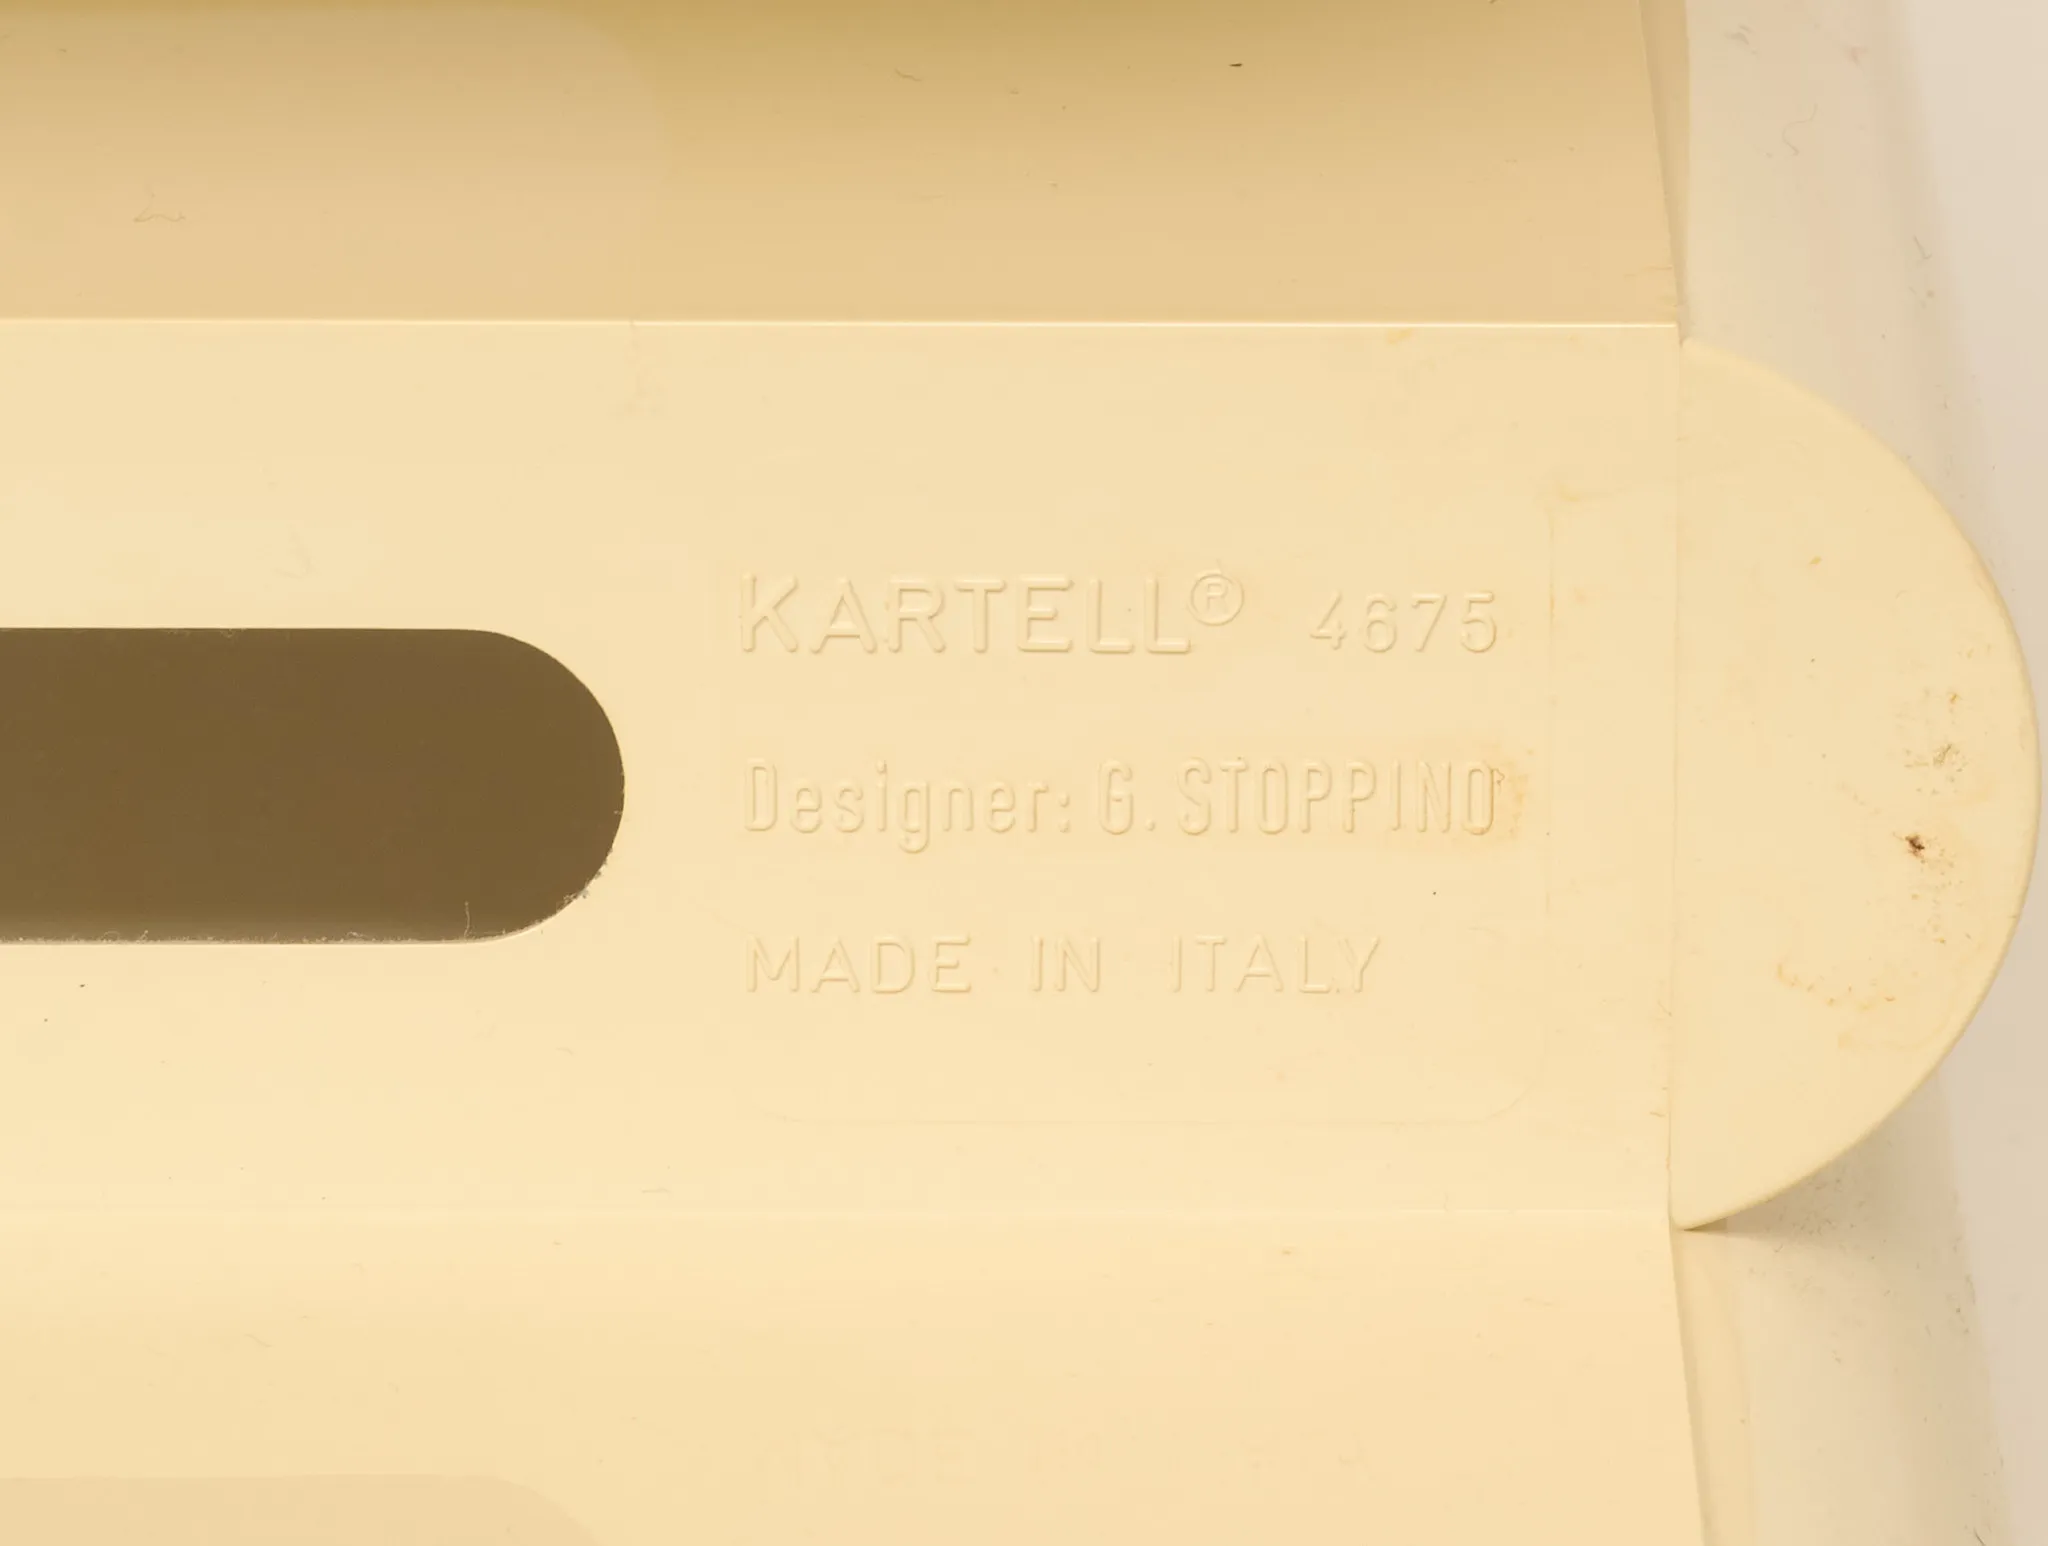 KARTELL® 4675
Designer: G. STOPPINO
MADE IN ITALY